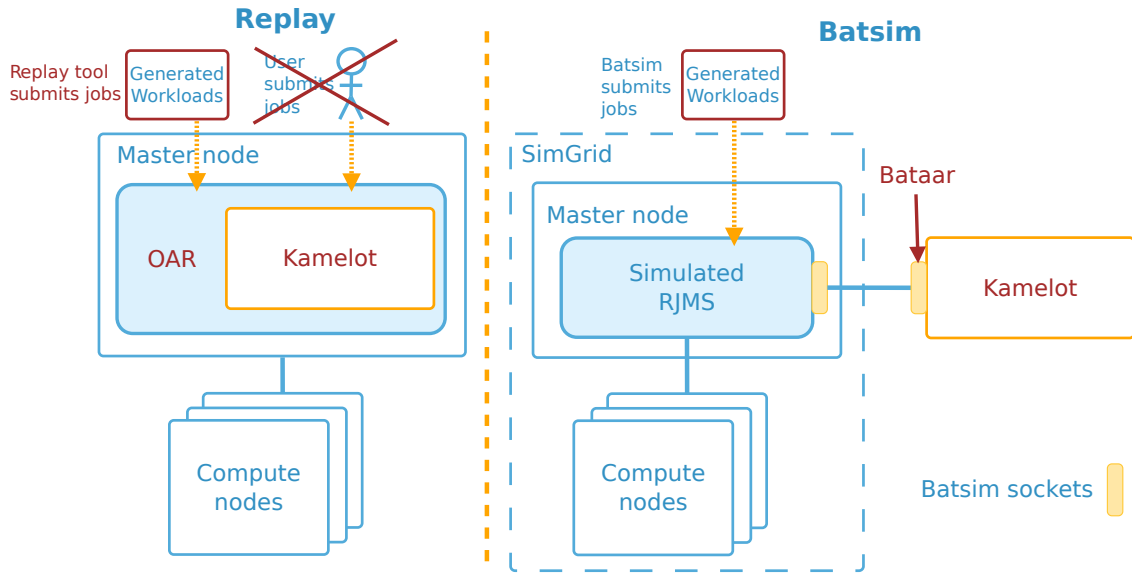 Replay
Replay tool
submits jobs
Generated
Workloads
User
submits
jobs
Master node
OAR
Kamelot
Compute
nodes
Batsim
Batsim
submits
jobs
Generated
Workloads
SimGrid
Master node
Simulated
RJMS
Bataar
Kamelot
Compute
nodes
Batsim sockets